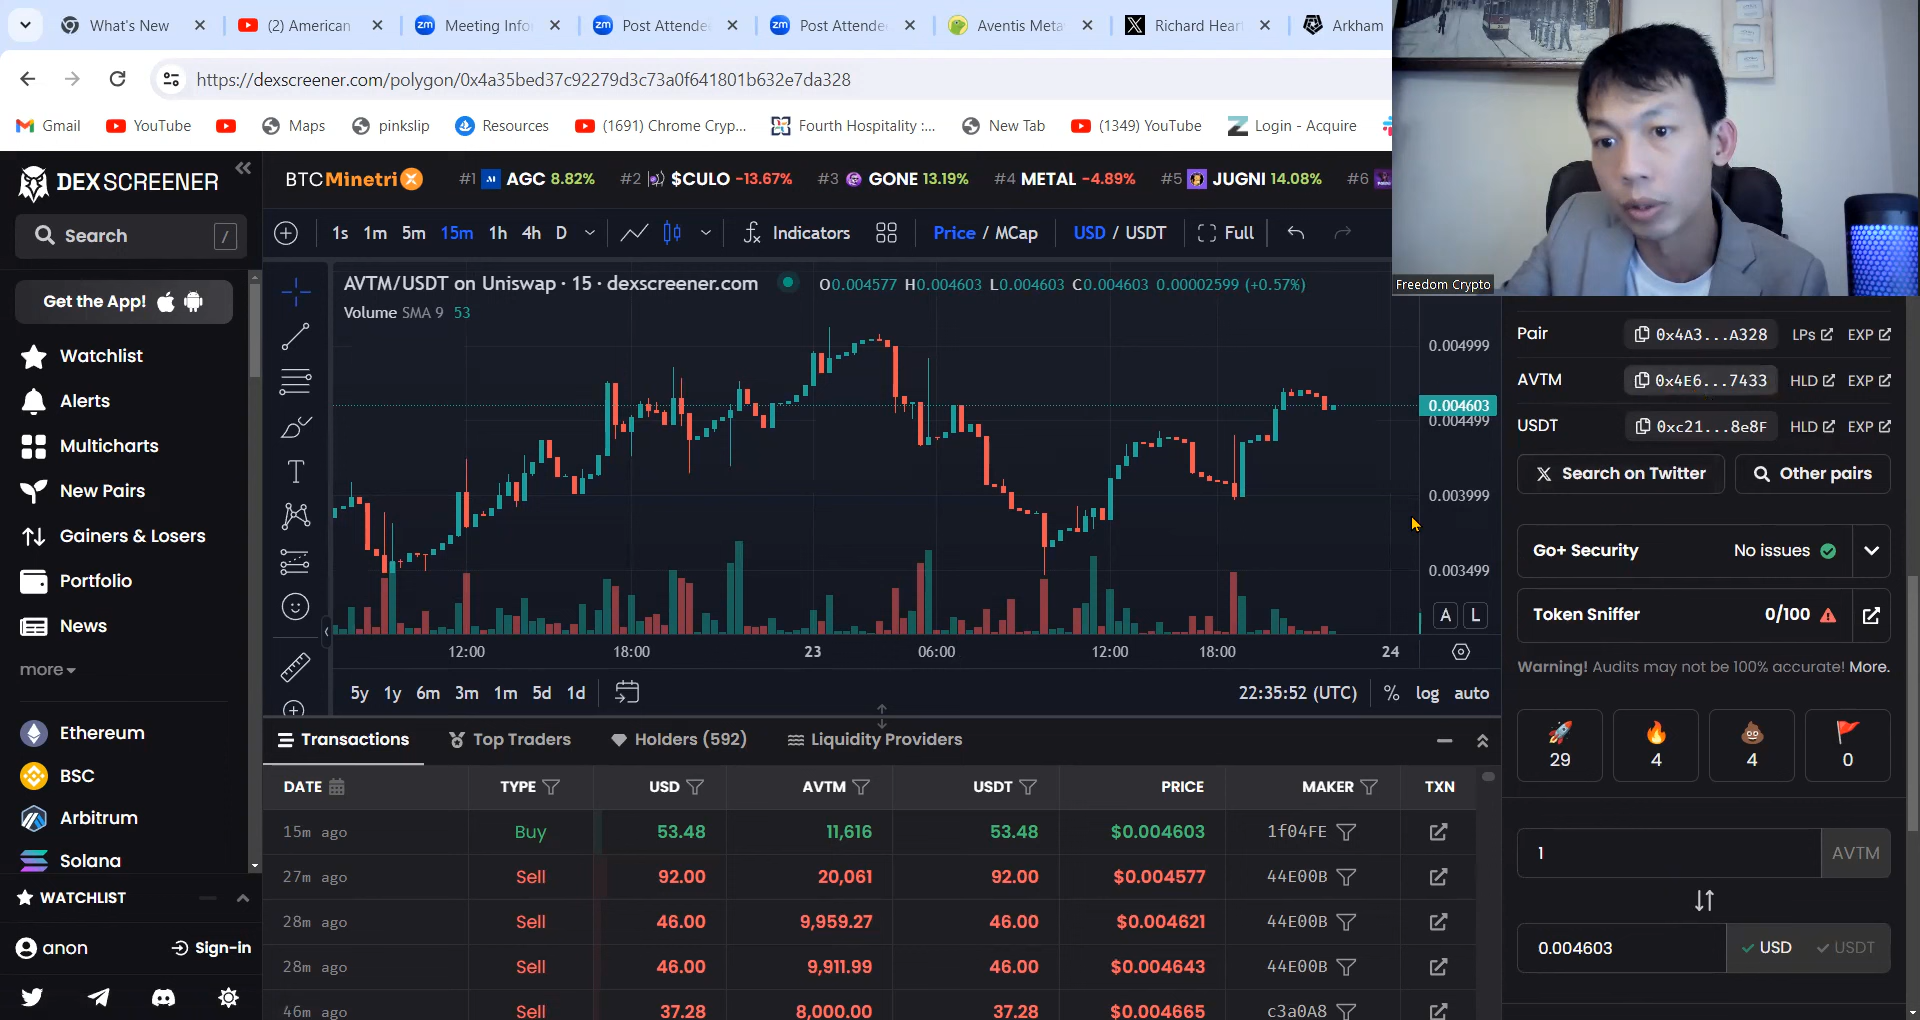 What's New
(2) American
Meeting Info
Post Attende
Post Attende
Aventis Meta
Richard Hear
Arkham
https://dexscreener.com/polygon/0x4a35bed37c92279d3c73a0f641801b632e7da328
Gmail YouTube Maps pinkslip Resources (1691) Chrome Cryp... Fourth Hospitality :... New Tab (1349) YouTube Login - Acquire
DEX SCREENER
BTCMinetrix #1 AGC 8.82% #2 $CULO -13.67% #3 GONE 13.19% #4 METAL -4.89% #5 JUGNI 14.08% #6
Search /
1s 1m 5m 15m 1h 4h D Indicators Price / MCap USD / USDT Full
AVTM/USDT on Uniswap · 15 · dexscreener.com O0.004577 H0.004603 L0.004603 C0.004603 0.00002599 (+0.57%)
Volume SMA 9 53
Freedom Crypto
Get the App!
Watchlist
Alerts
Multicharts
New Pairs
Gainers & Losers
Portfolio
News
more
Ethereum
BSC
Arbitrum
Solana
WATCHLIST
anon Sign-in
0.004999
0.004603
0.004499
0.003999
0.003499
A L
12:00 18:00 23 06:00 12:00 18:00 24
5y 1y 6m 3m 1m 5d 1d 22:35:52 (UTC) % log auto
Transactions Top Traders Holders (592) Liquidity Providers
DATE TYPE USD AVTM USDT PRICE MAKER TXN
15m ago Buy 53.48 11,616 53.48 $0.004603 1f04FE
27m ago Sell 92.00 20,061 92.00 $0.004577 44E00B
28m ago Sell 46.00 9,959.27 46.00 $0.004621 44E00B
28m ago Sell 46.00 9,911.99 46.00 $0.004643 44E00B
46m ago Sell 37.28 8,000.00 37.28 $0.004665 c3a0A8
Pair 0x4A3...A328 LPs EXP
AVTM 0x4E6...7433 HLD EXP
USDT 0xc21...8e8F HLD EXP
Search on Twitter Other pairs
Go+ Security No issues
Token Sniffer 0/100
Warning! Audits may not be 100% accurate! More.
29 4 4 0
1 AVTM
0.004603 USD USDT